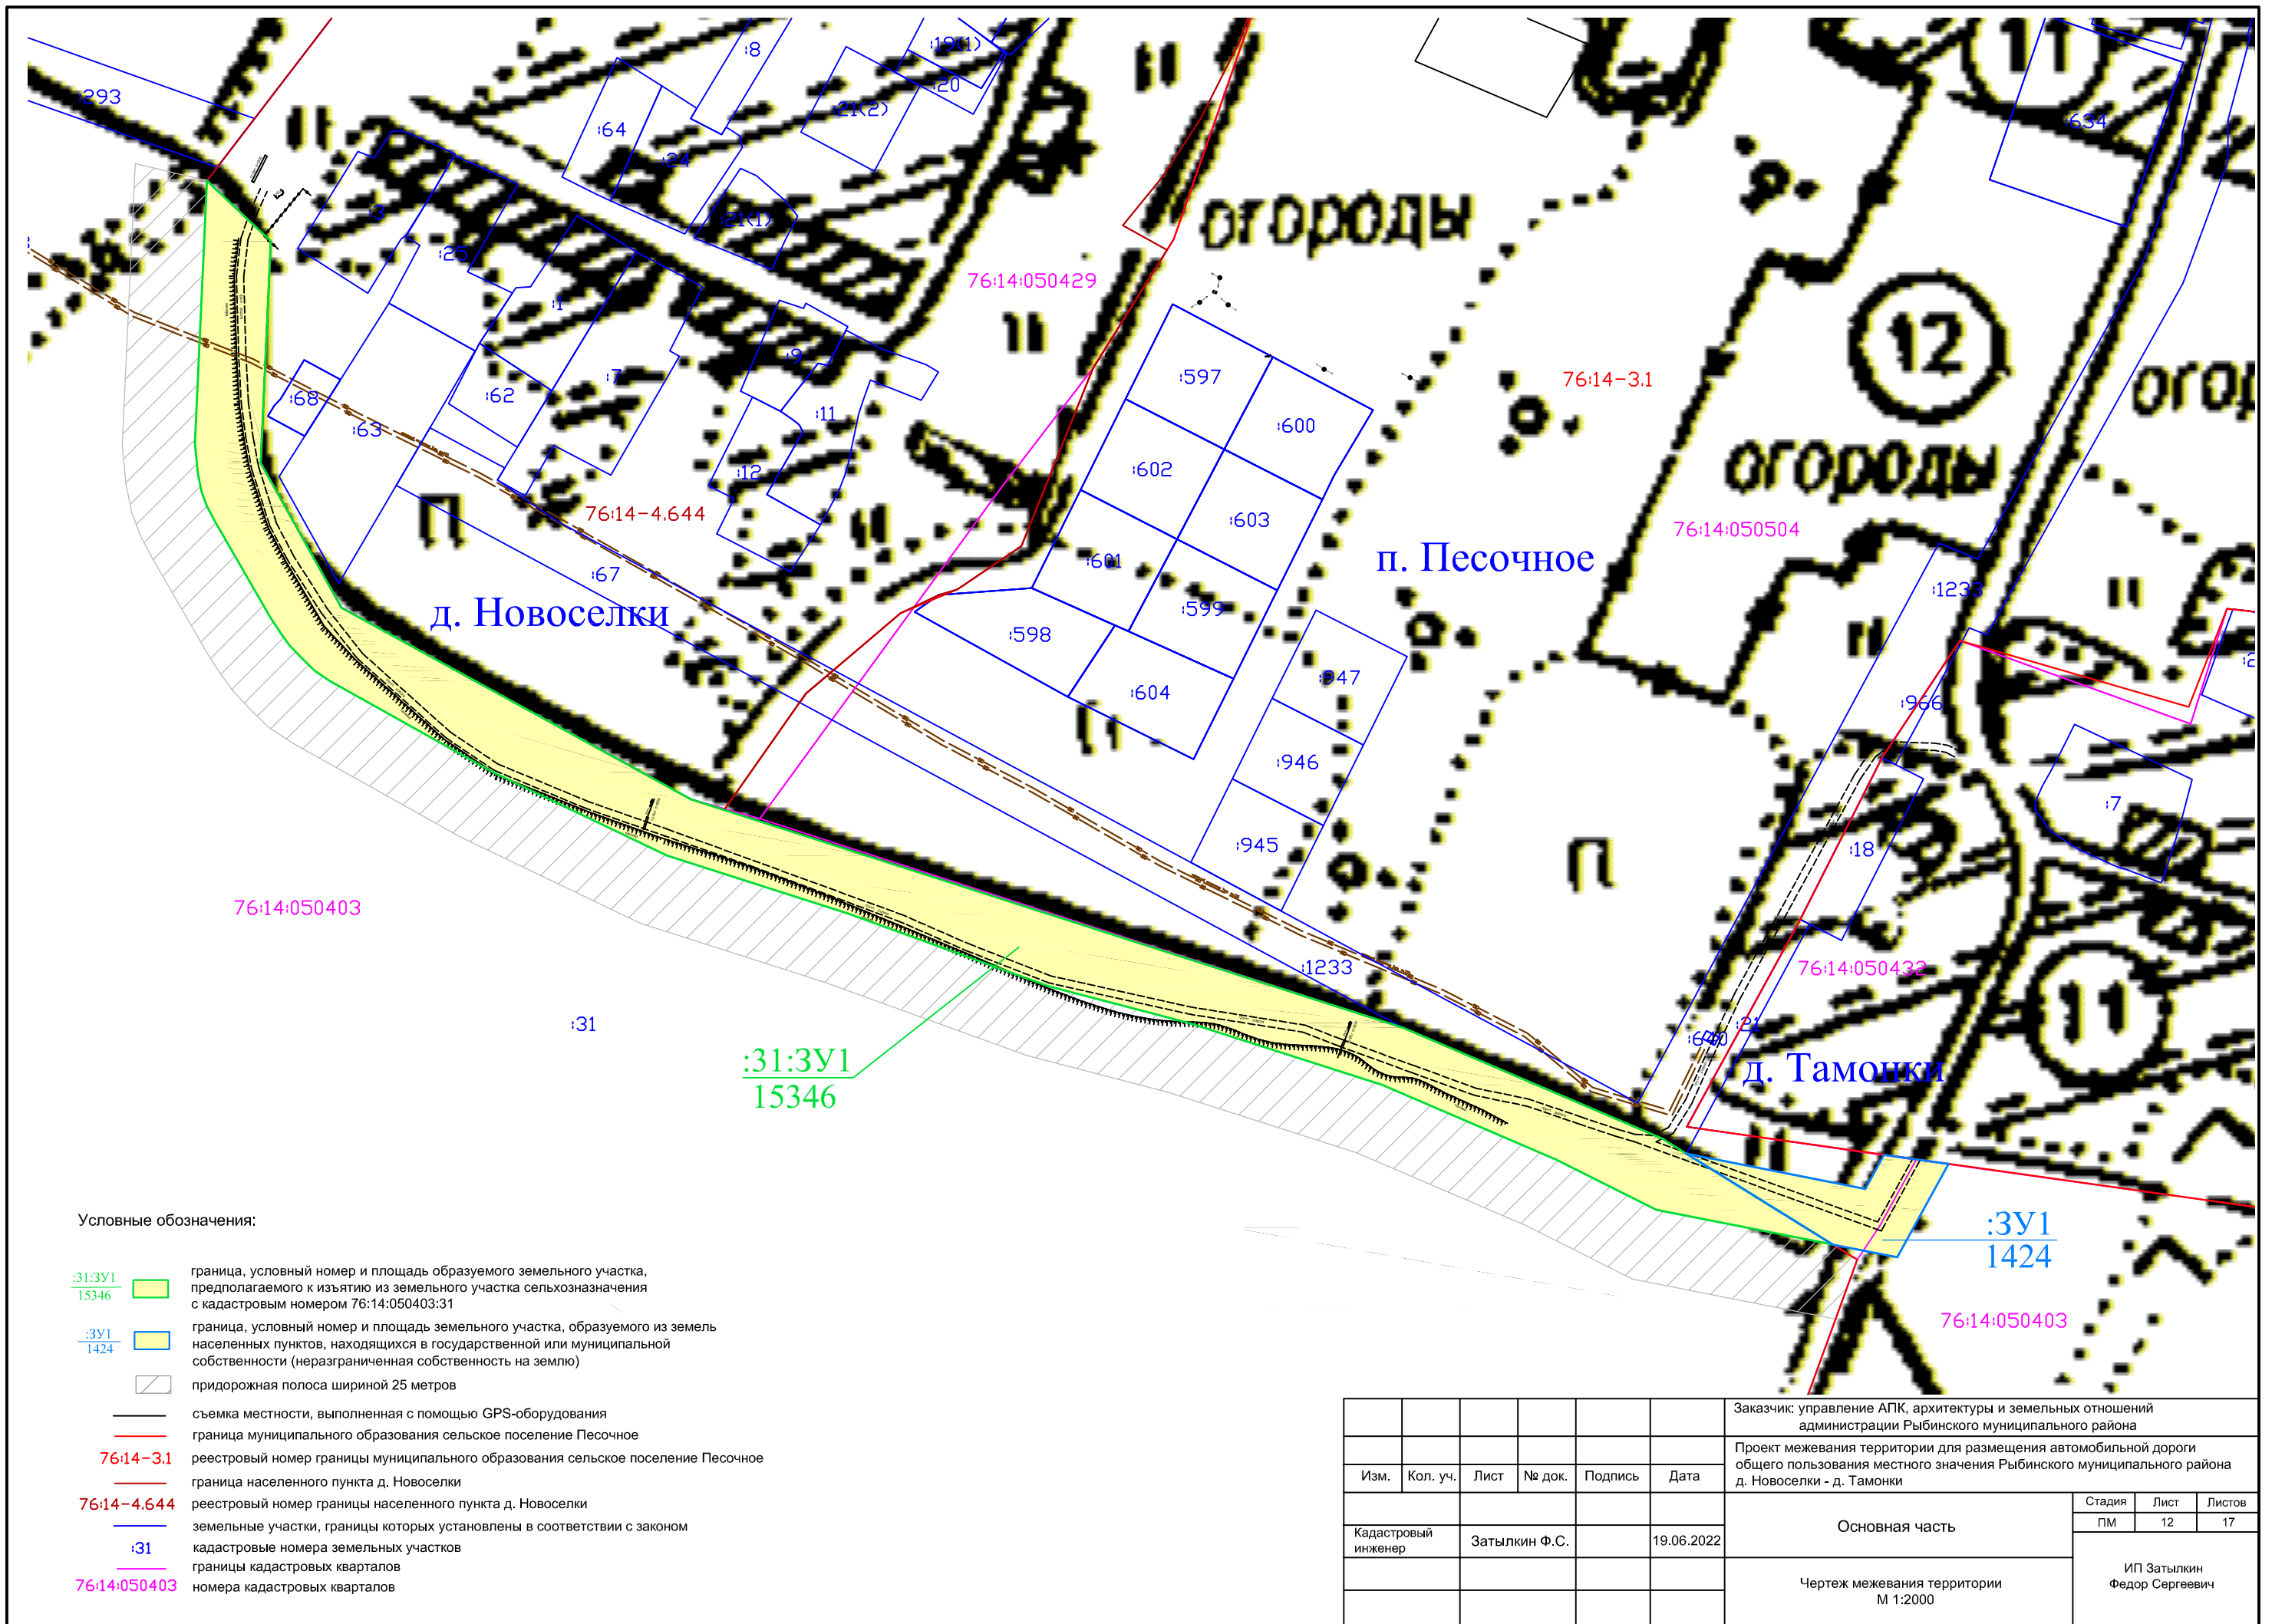 :293
:8
:19(1)
:20
:21(2)
:64
:24
:21(1)
:3
:25
:1
:634
11
огороды
76:14:050429
12
огор
:597
:600
76:14-3.1
:9
:7
:62
:68
:63
:11
:12
:602
:603
огороды
76:14-4.644
76:14:050504
:601
:599
п. Песочное
:67
д. Новоселки
:1233
:598
:604
:947
:966
:946
:7
:18
:945
76:14:050403
:1233
76:14:050432
11
:31
:21
:640
д. Тамонки
:31:ЗУ1
15346
:ЗУ1
1424
76:14:050403
Условные обозначения:
:31:ЗУ1
15346
граница, условный номер и площадь образуемого земельного участка,
предполагаемого к изъятию из земельного участка сельхозназначения
с кадастровым номером 76:14:050403:31
:ЗУ1
1424
граница, условный номер и площадь земельного участка, образуемого из земель
населенных пунктов, находящихся в государственной или муниципальной
собственности (неразграниченная собственность на землю)
придорожная полоса шириной 25 метров
съемка местности, выполненная с помощью GPS-оборудования
граница муниципального образования сельское поселение Песочное
76:14-3.1 реестровый номер границы муниципального образования сельское поселение Песочное
граница населенного пункта д. Новоселки
76:14-4.644 реестровый номер границы населенного пункта д. Новоселки
земельные участки, границы которых установлены в соответствии с законом
:31 кадастровые номера земельных участков
границы кадастровых кварталов
76:14:050403 номера кадастровых кварталов
Заказчик: управление АПК, архитектуры и земельных отношений
администрации Рыбинского муниципального района
Проект межевания территории для размещения автомобильной дороги
общего пользования местного значения Рыбинского муниципального района
д. Новоселки - д. Тамонки
Изм. Кол. уч. Лист № док. Подпись Дата
Основная часть
Стадия Лист Листов
ПМ 12 17
Кадастровый
инженер
Затылкин Ф.С. 19.06.2022
Чертеж межевания территории
М 1:2000
ИП Затылкин
Федор Сергеевич